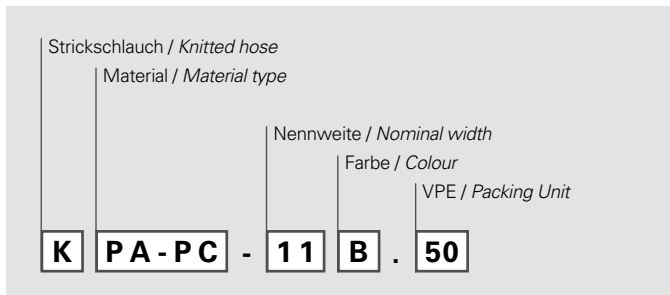 Strickschlauch / Knitted hose
Material / Material type
Nennweite / Nominal width
Farbe / Colour
VPE / Packing Unit
K PA-PC - 11 B . 50